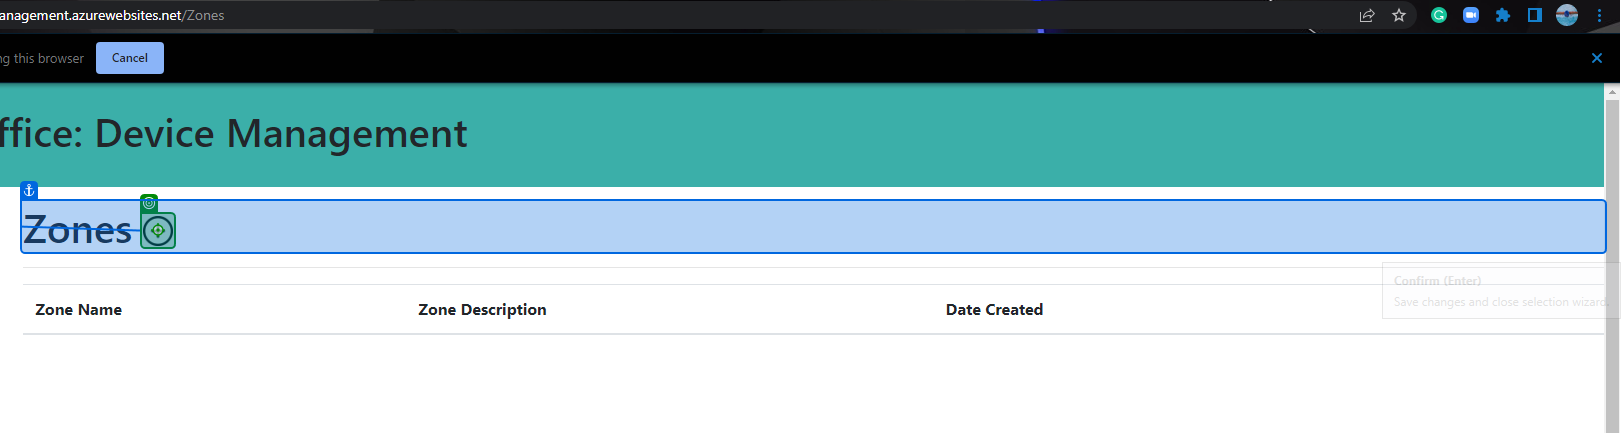 anagement.azurewebsites.net/Zones
ng this browser Cancel
ffice: Device Management
Zones
Confirm (Enter)
Save changes and close selection wizard.
Zone Name Zone Description Date Created